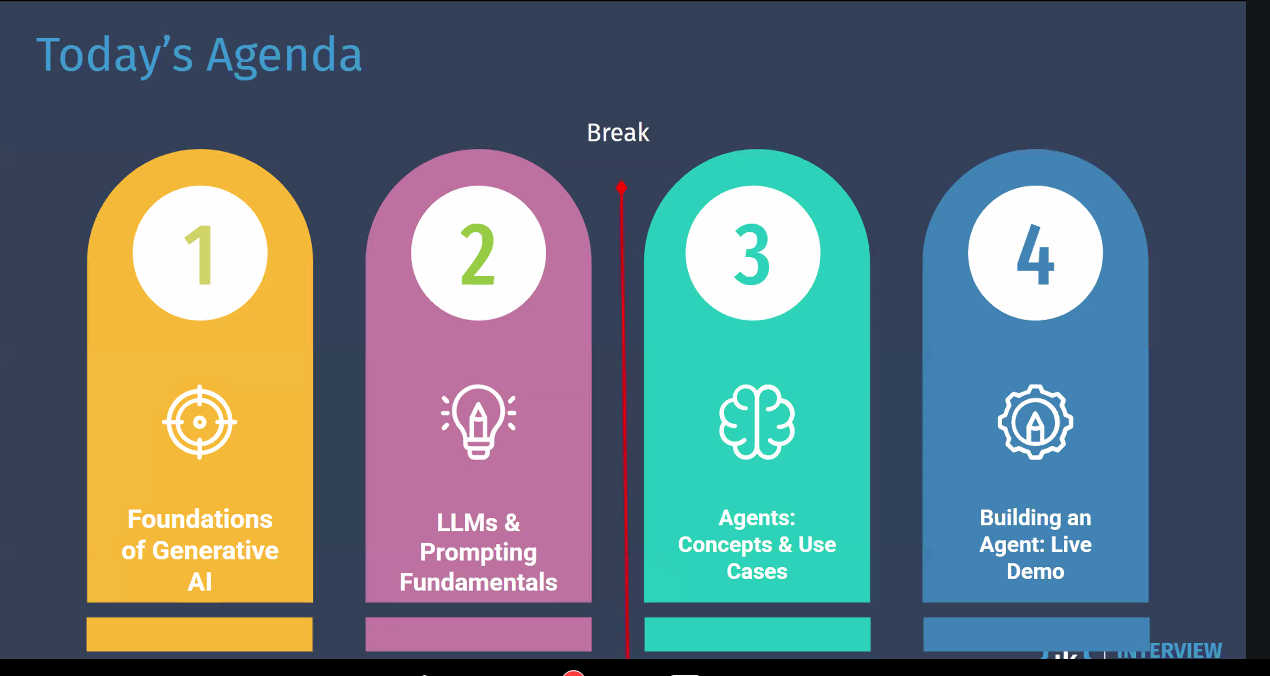 Today's Agenda
Break
1
2
3
4
Foundations
of Generative
AI
LLMs &
Prompting
Fundamentals
Agents:
Concepts & Use
Cases
Building an
Agent: Live
Demo
INTERVIEW